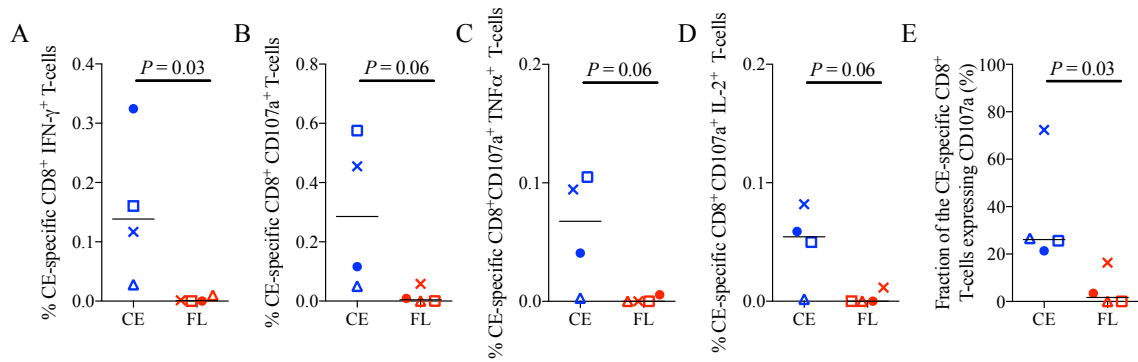 A
% CE-specific CD8+ IFN-γ+ T-cells
P = 0.03
0.4
0.3
0.2
0.1
0.0
CE
FL
B
% CE-specific CD8+ CD107a+ T-cells
P = 0.06
0.8
0.6
0.4
0.2
0.0
CE
FL
C
% CE-specific CD8+CD107a+ TNFα+ T-cells
P = 0.06
0.2
0.1
0.0
CE
FL
D
% CE-specific CD8+CD107a+ IL-2+ T-cells
P = 0.06
0.2
0.1
0.0
CE
FL
E
Fraction of the CE-specific CD8+
T-cells expressing CD107a (%)
P = 0.03
100
80
60
40
20
0
CE
FL